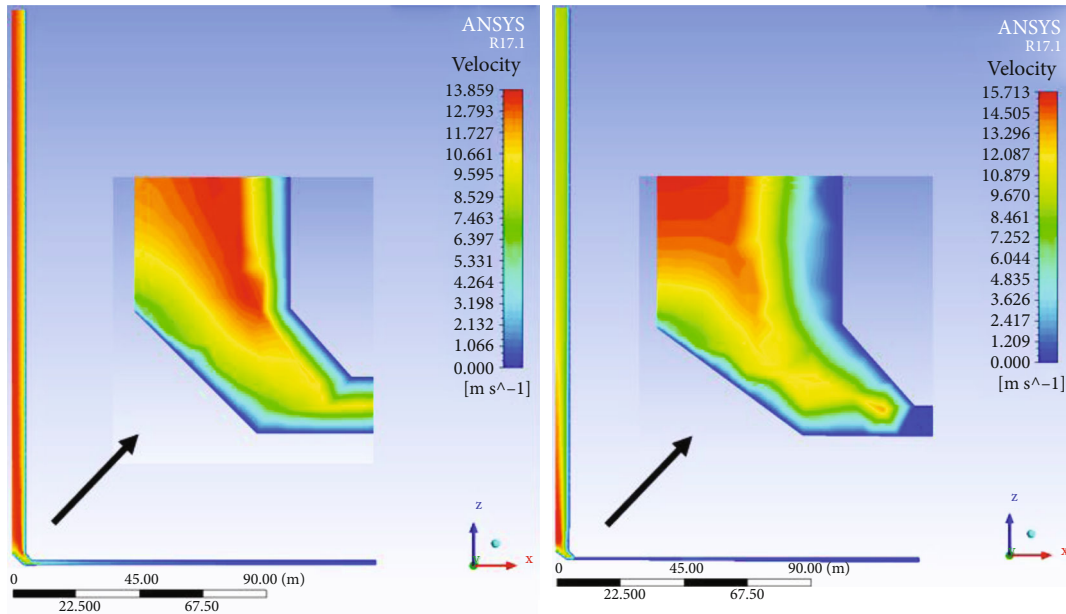 ANSYS
R17.1
Velocity
13.859
12.793
11.727
10.661
9.595
8.529
7.463
6.397
5.331
4.264
3.198
2.132
1.066
0.000
[m s^−1]
z
Y
x
0 45.00 90.00 (m)
22.500 67.50
ANSYS
R17.1
Velocity
15.713
14.505
13.296
12.087
10.879
9.670
8.461
7.252
6.044
4.835
3.626
2.417
1.209
0.000
[m s^−1]
z
Y
x
0 45.00 90.00 (m)
22.500 67.50